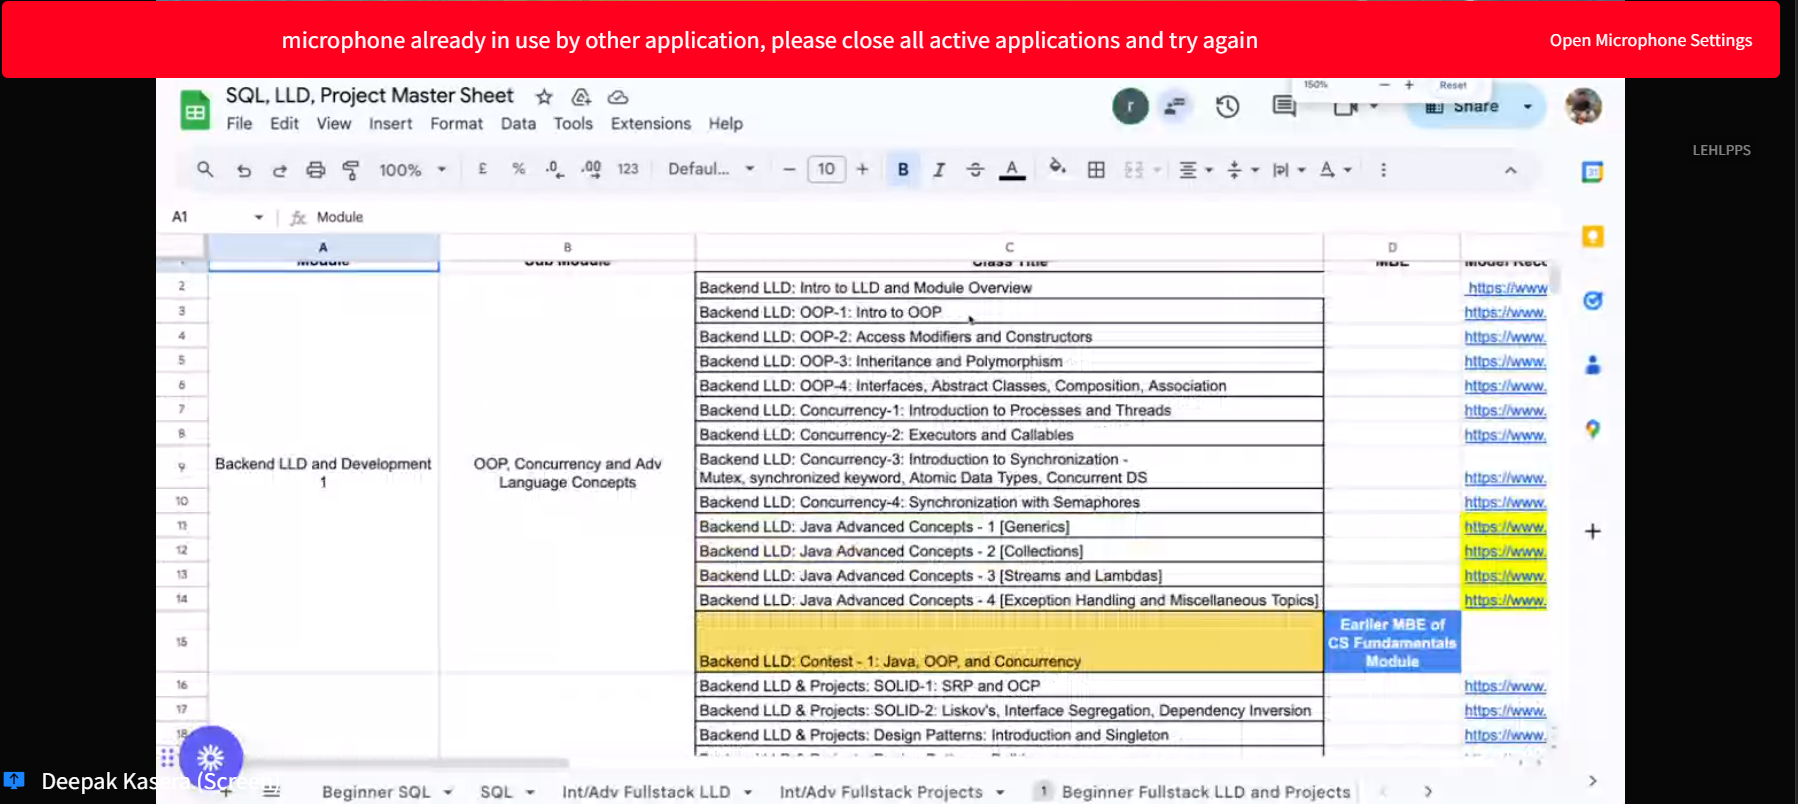 microphone already in use by other application, please close all active applications and try again
Open Microphone Settings
SQL, LLD, Project Master Sheet
r
150%
Reset
Share
File Edit View Insert Format Data Tools Extensions Help
LEHLPPS
100% £ % .0 .00 123 Defaul... 10 B I A
31
A1 fx Module
A B C D
1 Module Sub Module Class Title MBE Model Reco
2 Backend LLD: Intro to LLD and Module Overview https://www
3 Backend LLD: OOP-1: Intro to OOP https://www.
4 Backend LLD: OOP-2: Access Modifiers and Constructors https://www.
5 Backend LLD: OOP-3: Inheritance and Polymorphism https://www.
6 Backend LLD: OOP-4: Interfaces, Abstract Classes, Composition, Association https://www.
7 Backend LLD: Concurrency-1: Introduction to Processes and Threads https://www.
8 Backend LLD: Concurrency-2: Executors and Callables https://www.
9 Backend LLD and Development
1
OOP, Concurrency and Adv
Language Concepts
Backend LLD: Concurrency-3: Introduction to Synchronization -
Mutex, synchronized keyword, Atomic Data Types, Concurrent DS https://www.
10 Backend LLD: Concurrency-4: Synchronization with Semaphores https://www.
11 Backend LLD: Java Advanced Concepts - 1 [Generics] https://www.
12 Backend LLD: Java Advanced Concepts - 2 [Collections] https://www.
13 Backend LLD: Java Advanced Concepts - 3 [Streams and Lambdas] https://www.
14 Backend LLD: Java Advanced Concepts - 4 [Exception Handling and Miscellaneous Topics] https://www.
15 Backend LLD: Contest - 1: Java, OOP, and Concurrency
Earlier MBE of
CS Fundamentals
Module
16 Backend LLD & Projects: SOLID-1: SRP and OCP https://www.
17 Backend LLD & Projects: SOLID-2: Liskov's, Interface Segregation, Dependency Inversion https://www.
18 Backend LLD & Projects: Design Patterns: Introduction and Singleton https://www.
Deepak Kasera (Screen)
Beginner SQL SQL Int/Adv Fullstack LLD Int/Adv Fullstack Projects 1 Beginner Fullstack LLD and Projects